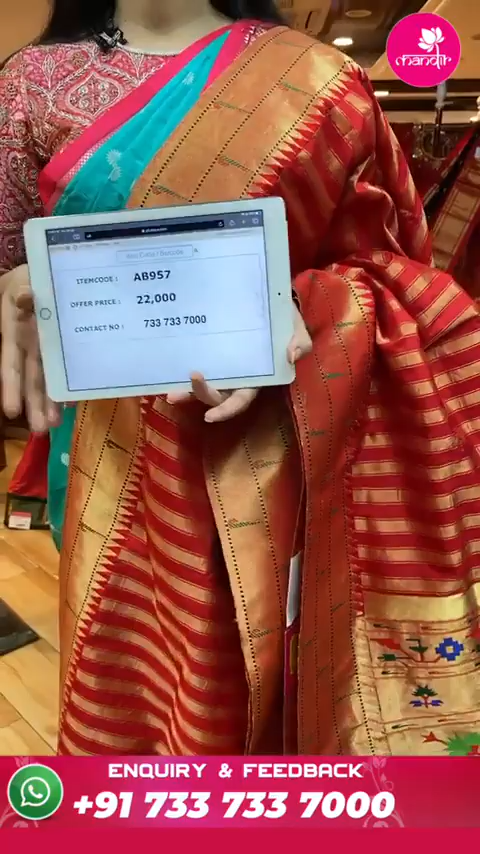 mandir
ITEMCODE : AB957
OFFER PRICE : 22,000
CONTACT NO : 733 733 7000
ENQUIRY & FEEDBACK
+91 733 733 7000